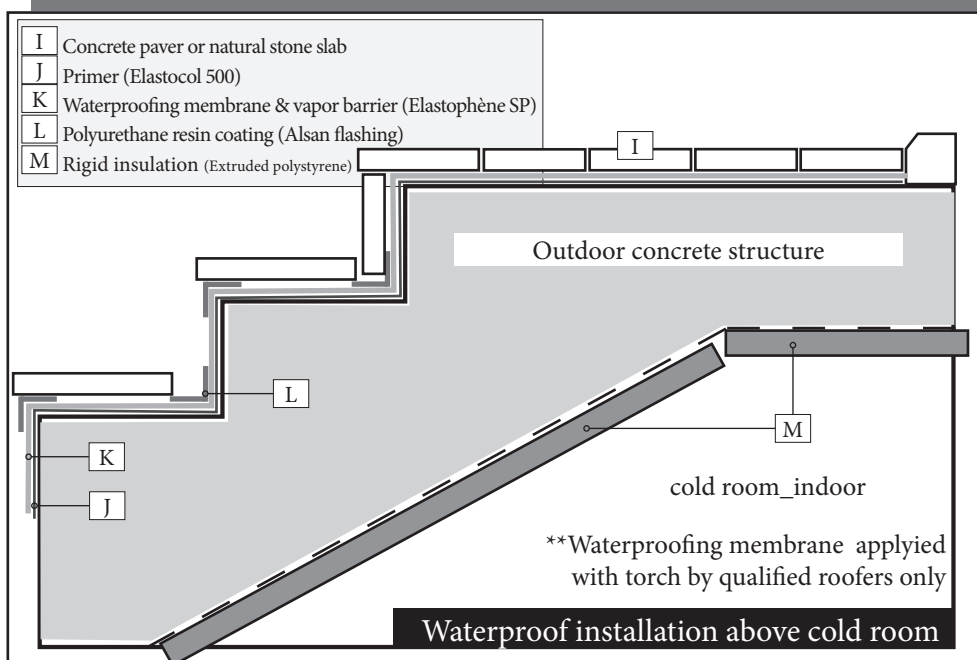 I Concrete paver or natural stone slab
J Primer (Elastocol 500)
K Waterproofing membrane & vapor barrier (Elastophène SP)
L Polyurethane resin coating (Alsan flashing)
M Rigid insulation (Extruded polystyrene)
I
Outdoor concrete structure
L
M
K
J
cold room_indoor
**Waterproofing membrane applyied
with torch by qualified roofers only
Waterproof installation above cold room